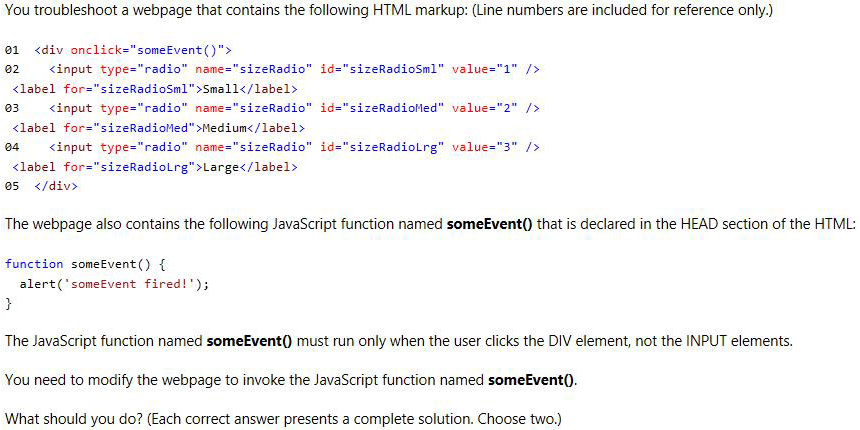 You troubleshoot a webpage that contains the following HTML markup: (Line numbers are included for reference only.)
01 <div onclick="someEvent()">
02 <input type="radio" name="sizeRadio" id="sizeRadioSml" value="1" />
<label for="sizeRadioSml">Small</label>
03 <input type="radio" name="sizeRadio" id="sizeRadioMed" value="2" />
<label for="sizeRadioMed">Medium</label>
04 <input type="radio" name="sizeRadio" id="sizeRadioLrg" value="3" />
<label for="sizeRadioLrg">Large</label>
05 </div>
The webpage also contains the following JavaScript function named someEvent() that is declared in the HEAD section of the HTML:
function someEvent() {
alert('someEvent fired!');
}
The JavaScript function named someEvent() must run only when the user clicks the DIV element, not the INPUT elements.
You need to modify the webpage to invoke the JavaScript function named someEvent().
What should you do? (Each correct answer presents a complete solution. Choose two.)